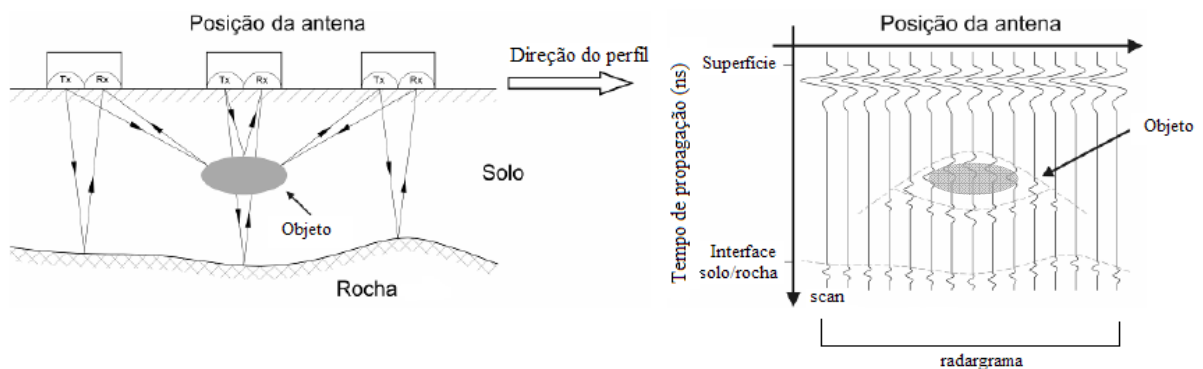 Posição da antena
Tx Rx
Tx Rx
Tx Rx
Objeto
Solo
Rocha
Direção do perfil
Posição da antena
Tempo de propagação (ns)
Superfície
Objeto
Interface
solo/rocha
scan
radargrama